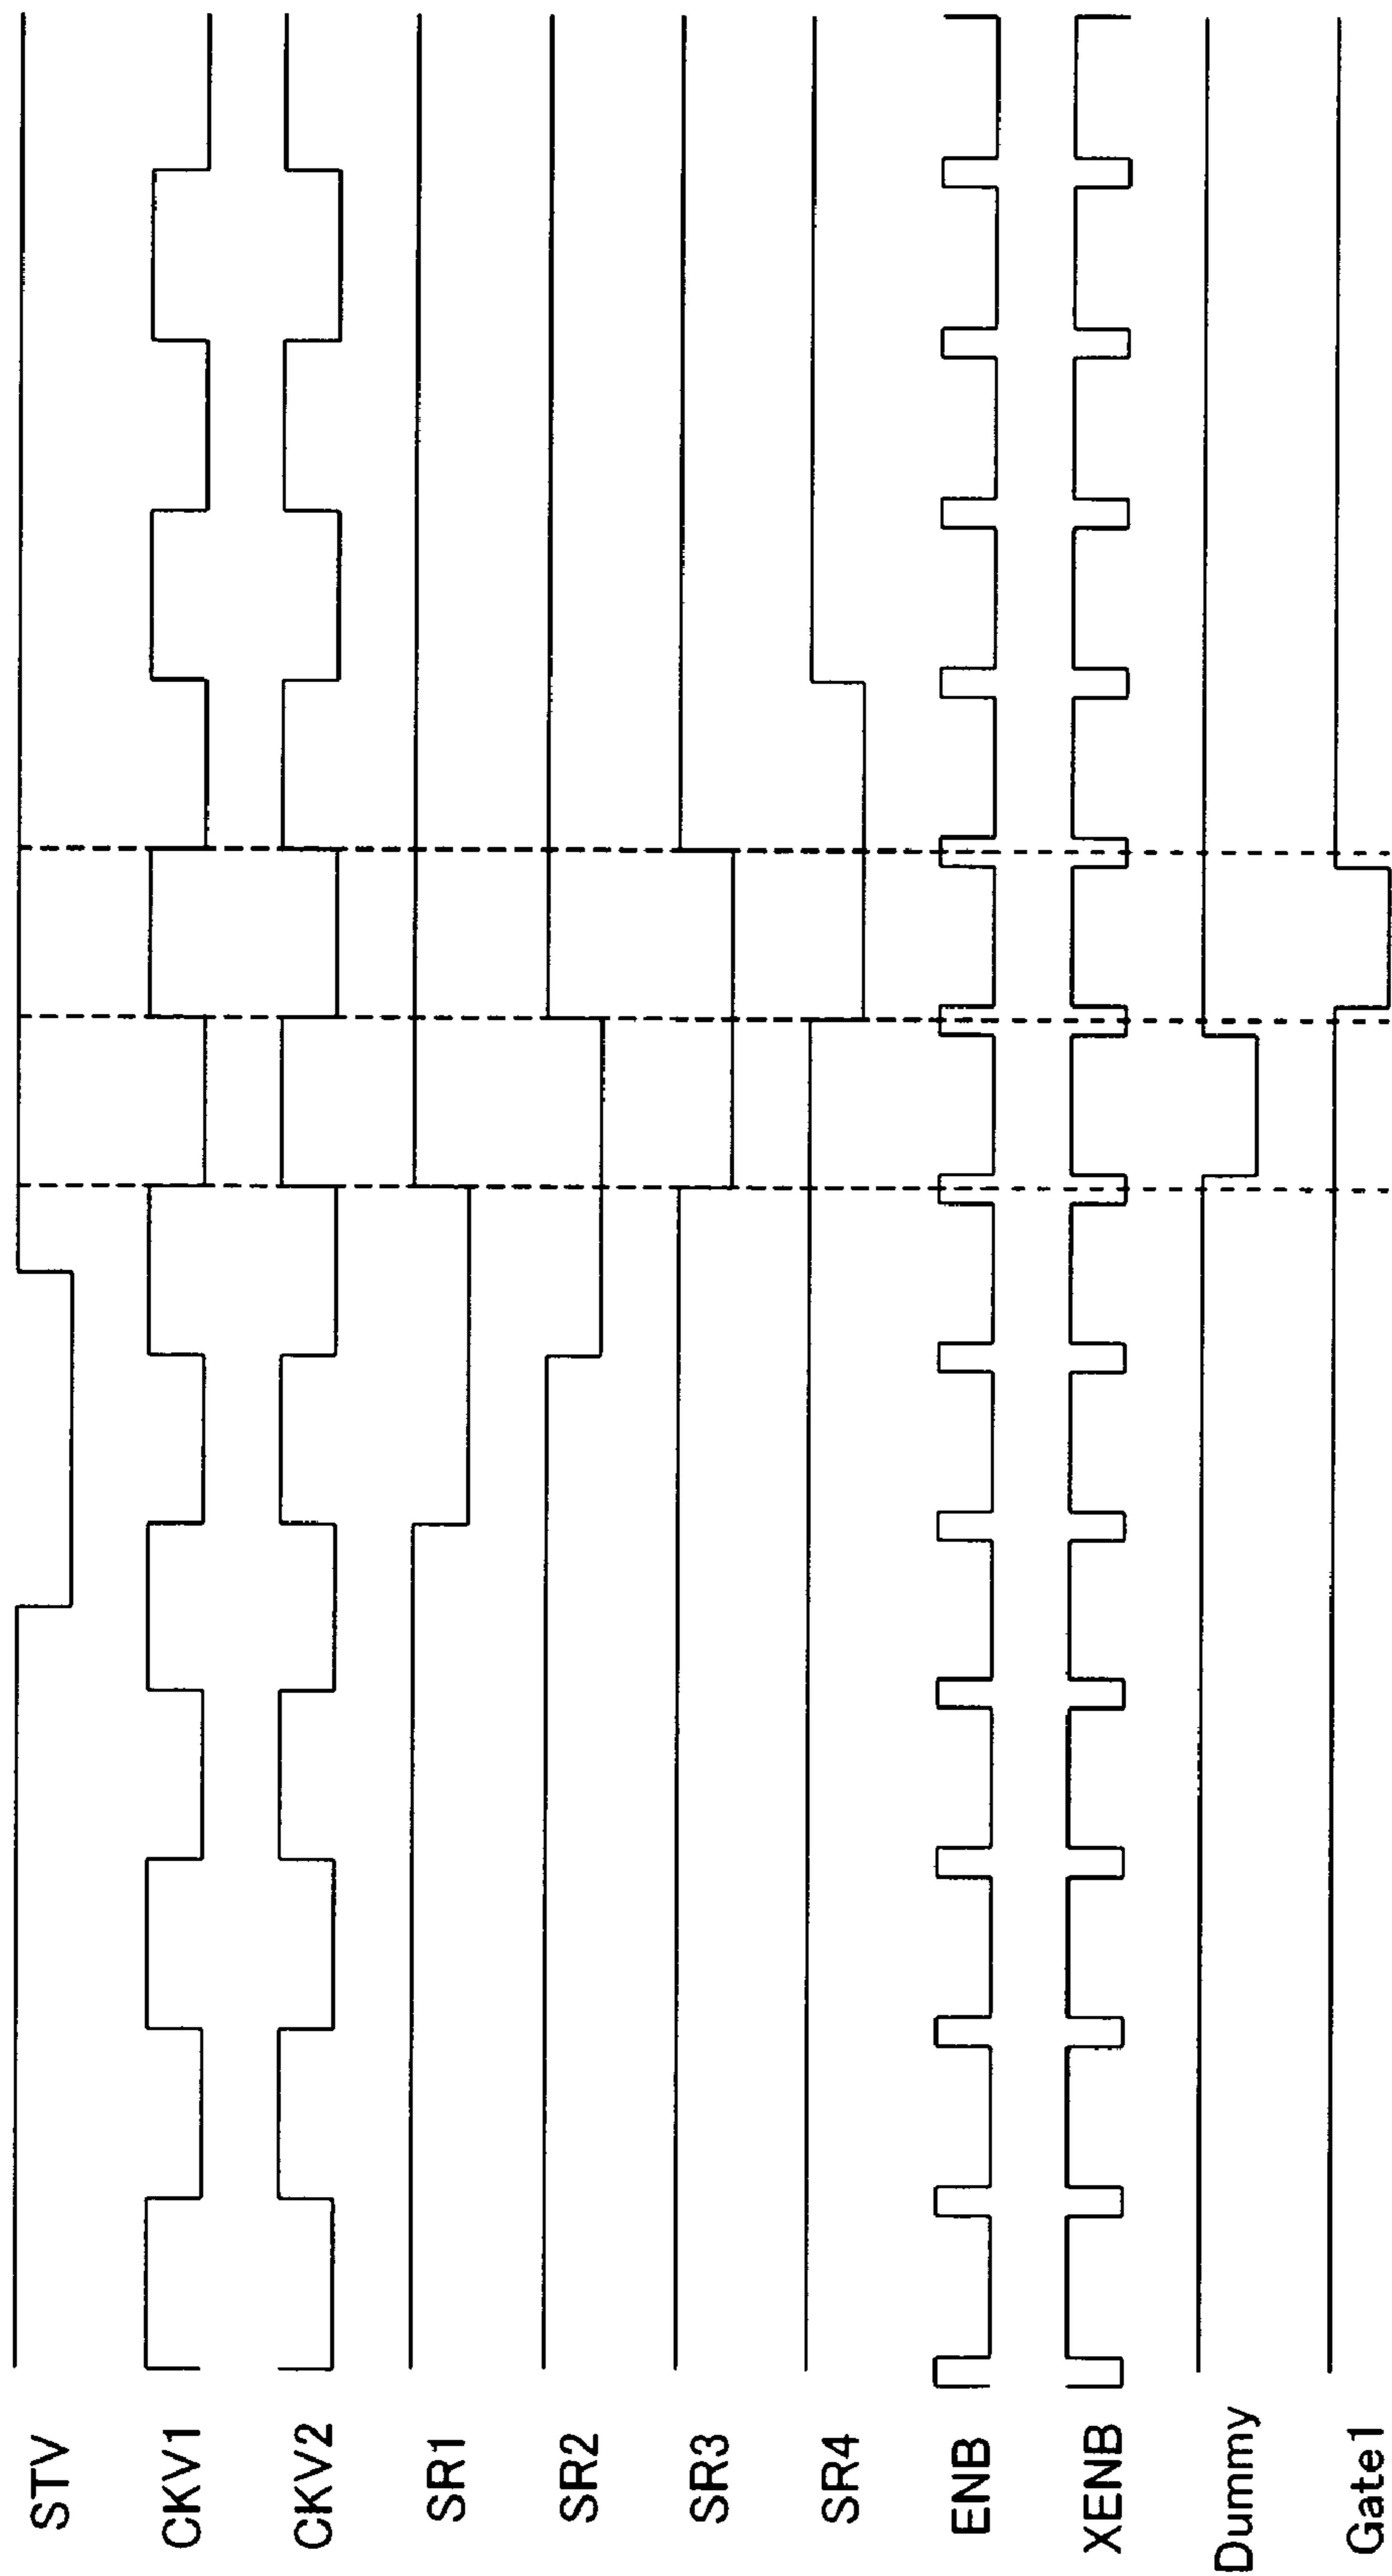 STV
CKV1
CKV2
SR1
SR2
SR3
SR4
ENB
XENB
Dummy
Gate1